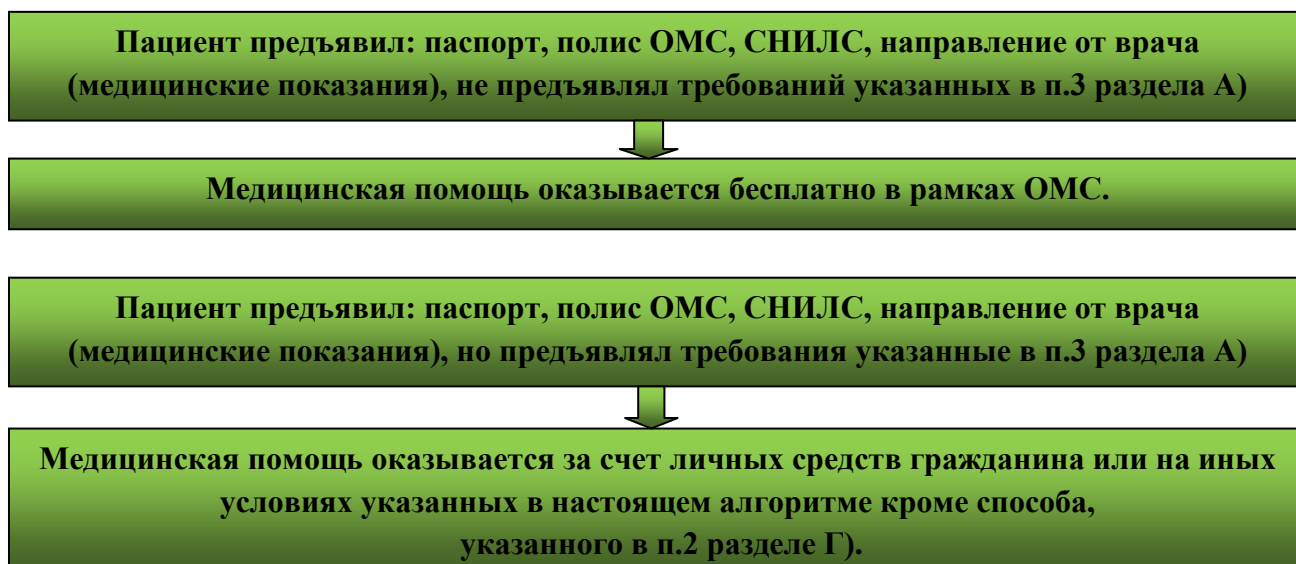 Пациент предъявил: паспорт, полис ОМС, СНИЛС, направление от врача
(медицинские показания), не предъявлял требований указанных в п.3 раздела А)
Медицинская помощь оказывается бесплатно в рамках ОМС.
Пациент предъявил: паспорт, полис ОМС, СНИЛС, направление от врача
(медицинские показания), но предъявлял требования указанные в п.3 раздела А)
Медицинская помощь оказывается за счет личных средств гражданина или на иных
условиях указанных в настоящем алгоритме кроме способа,
указанного в п.2 разделе Г).